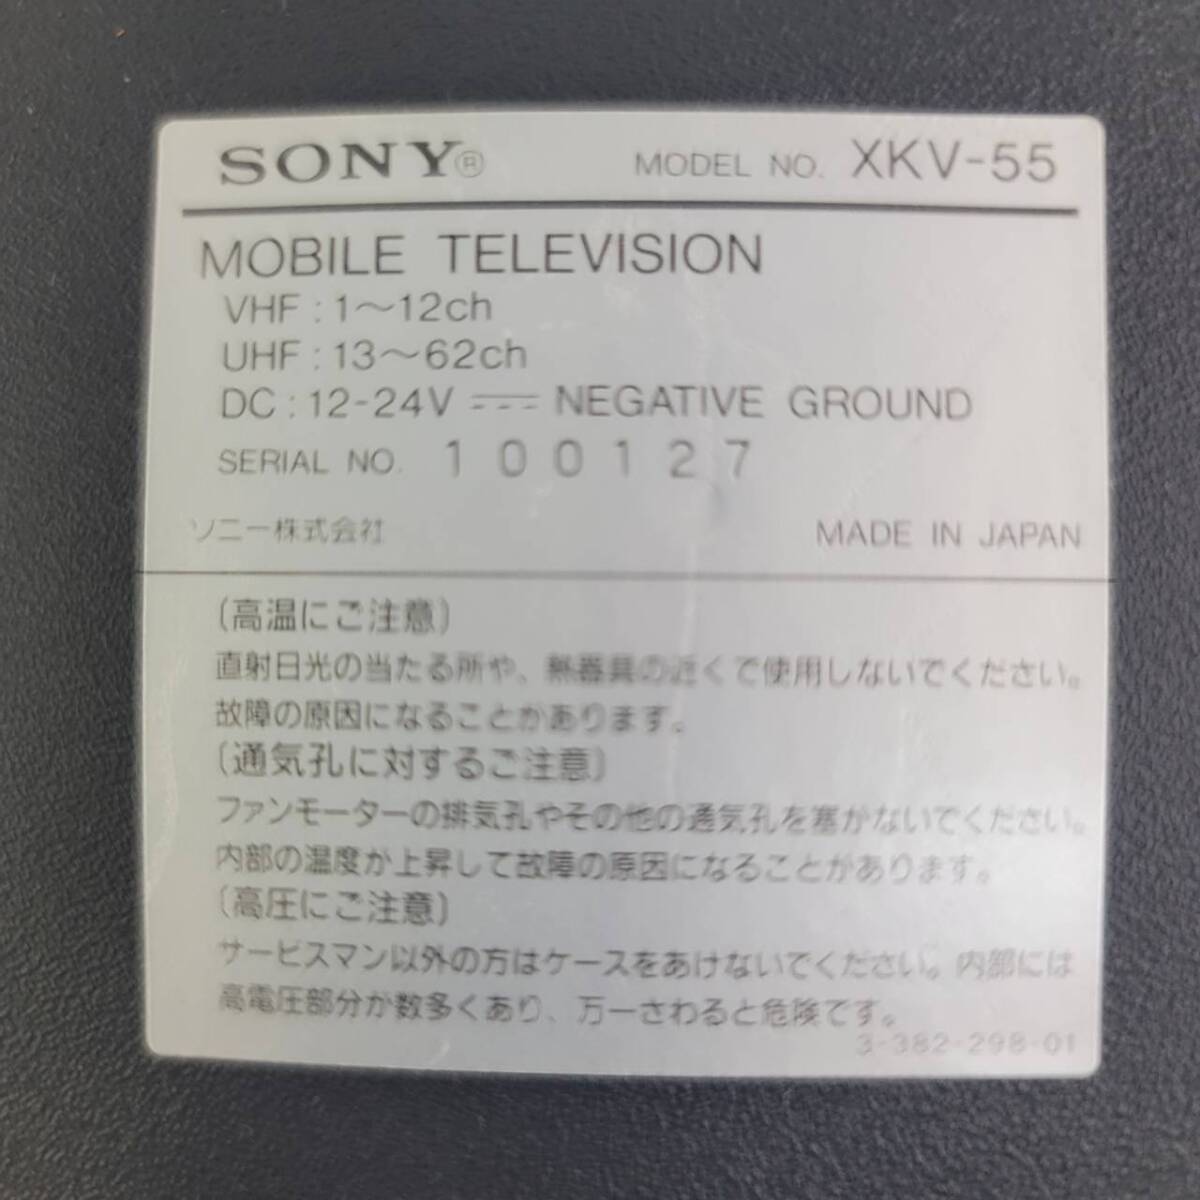 SONY® MODEL NO. XKV-55
MOBILE TELEVISION
VHF : 1〜12ch
UHF : 13〜62ch
DC : 12-24V ⎓ NEGATIVE GROUND
SERIAL NO. 100127
ソニー株式会社 MADE IN JAPAN
〔高温にご注意〕
直射日光の当たる所や、熱器具の近くで使用しないでください。
故障の原因になることがあります。
〔通気孔に対するご注意〕
ファンモーターの排気孔やその他の通気孔を塞がないでください。
内部の温度が上昇して故障の原因になることがあります。
〔高圧にご注意〕
サービスマン以外の方はケースをあけないでください。内部には
高電圧部分が数多くあり、万一さわると危険です。
3-382-298-01